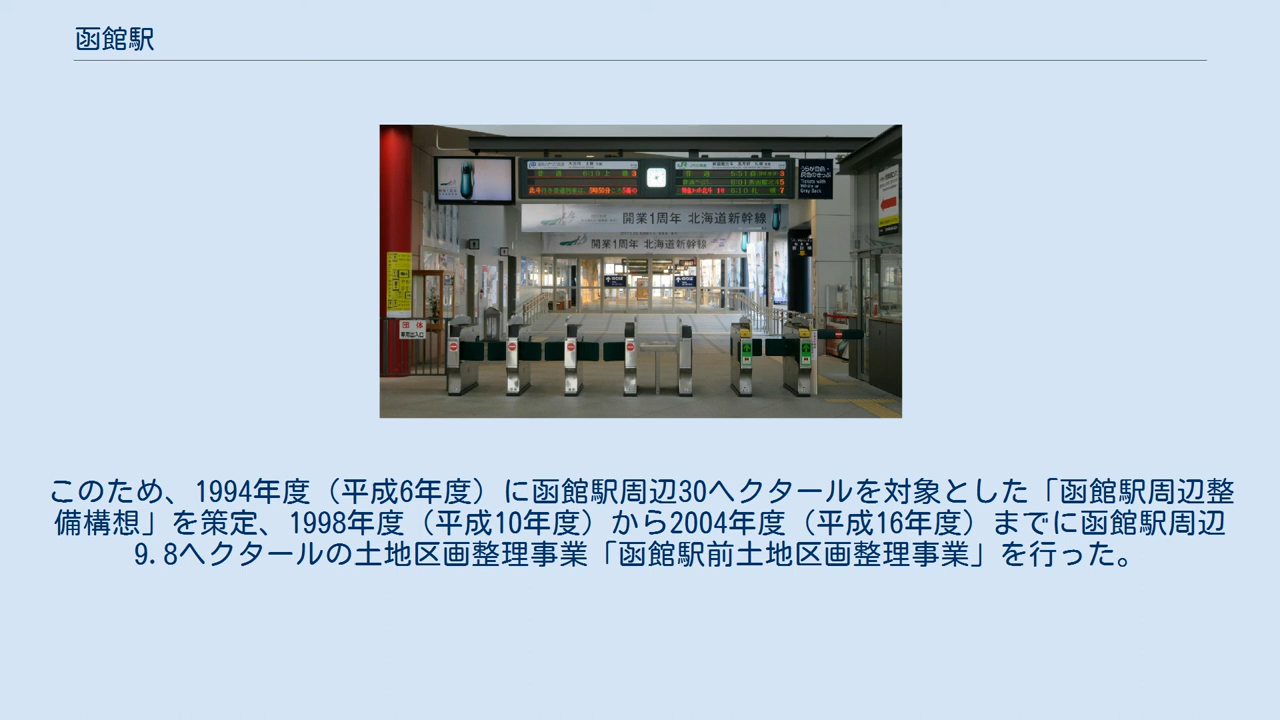 函館駅
開業1周年 北海道新幹線
開業1周年 北海道新幹線
団体
専用出入口
このため、1994年度（平成6年度）に函館駅周辺30ヘクタールを対象とした「函館駅周辺整
備構想」を策定、1998年度（平成10年度）から2004年度（平成16年度）までに函館駅周辺
9.8ヘクタールの土地区画整理事業「函館駅前土地区画整理事業」を行った。